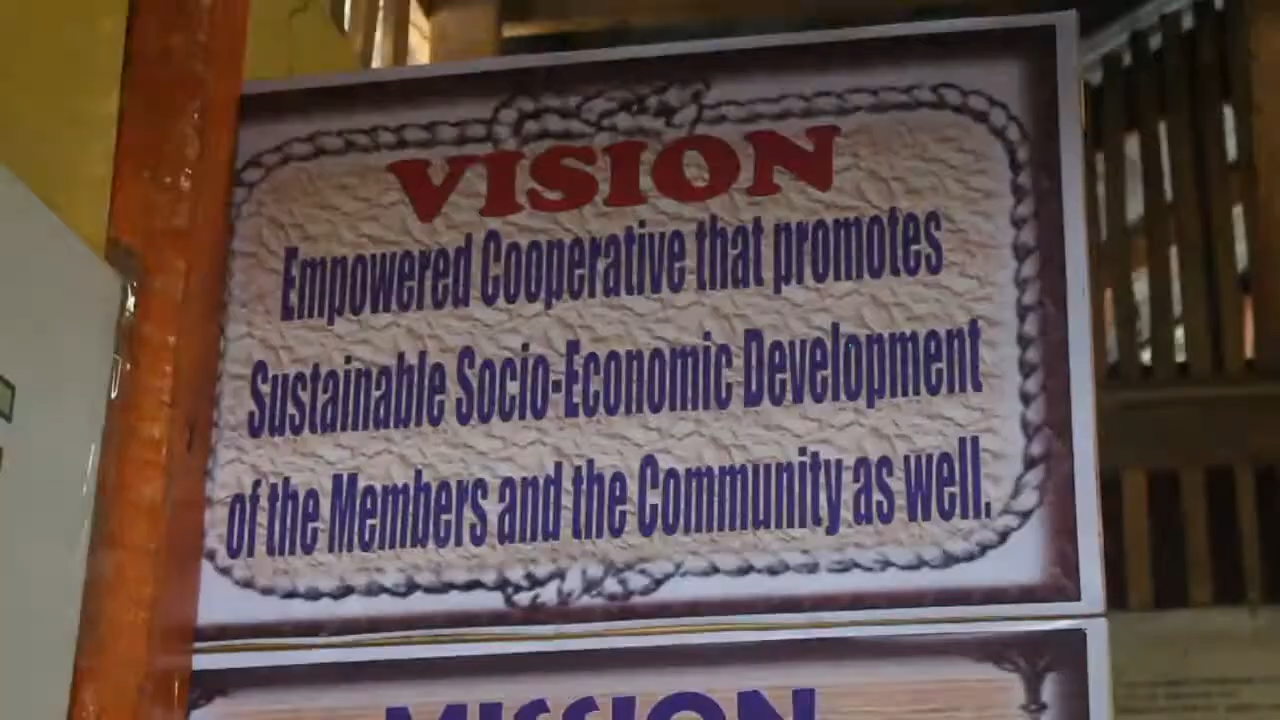 VISION
Empowered Cooperative that promotes
Sustainable Socio-Economic Development
of the Members and the Community as well.
MISSION